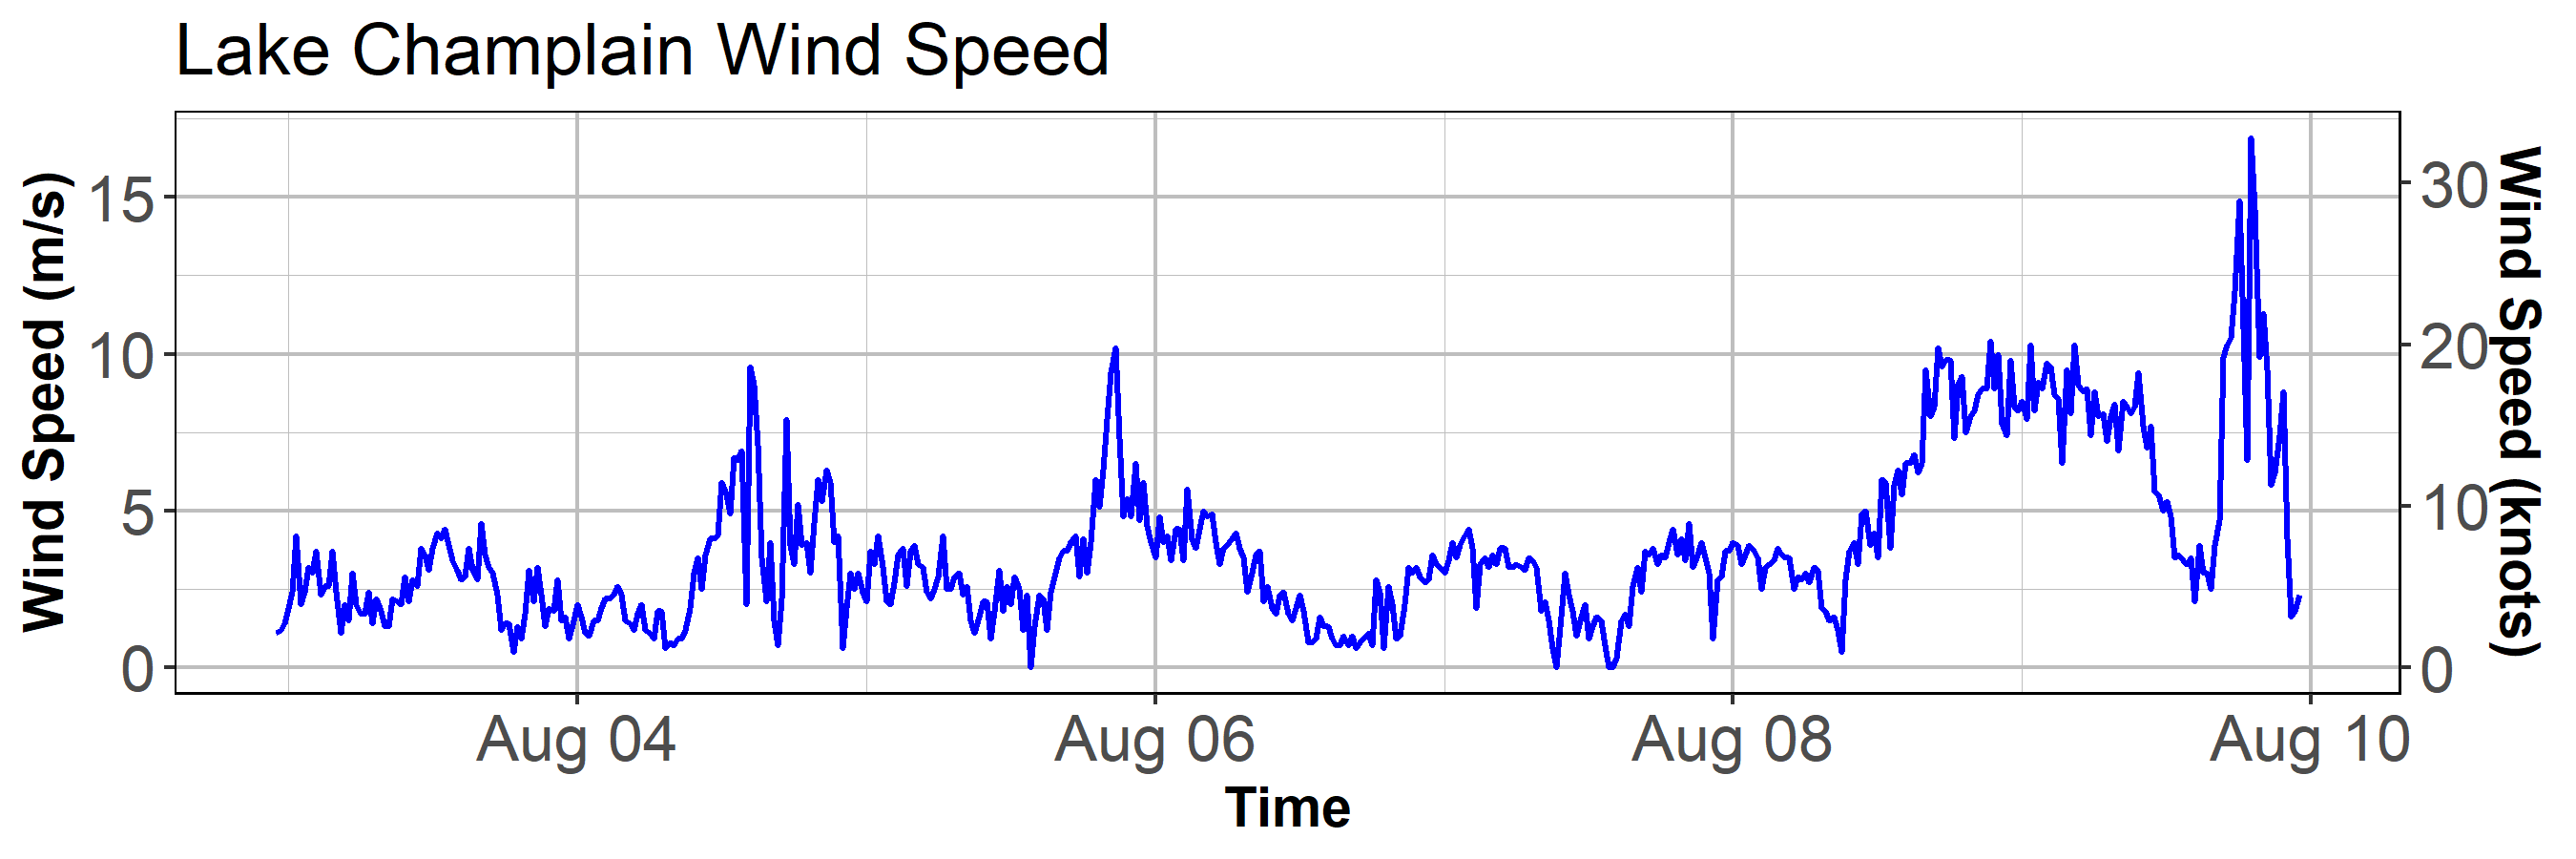 Lake Champlain Wind Speed
Wind Speed (m/s)
15
10
5
0
30
20
10
0
Wind Speed (knots)
Aug 04 Aug 06 Aug 08 Aug 10
Time